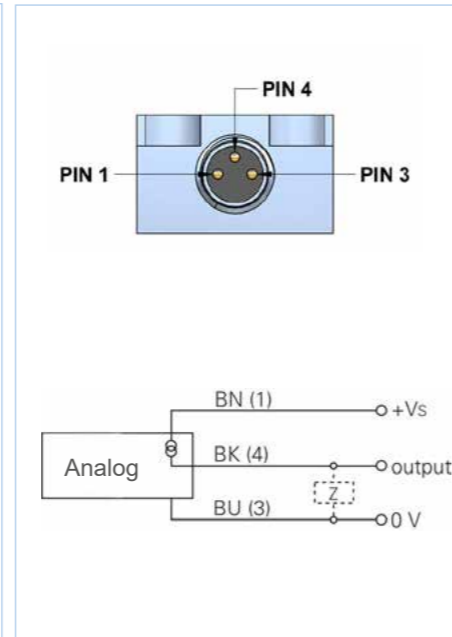 PIN 4
PIN 1
PIN 3
BN (1)
+Vs
Analog
BK (4)
output
Z
BU (3)
0 V